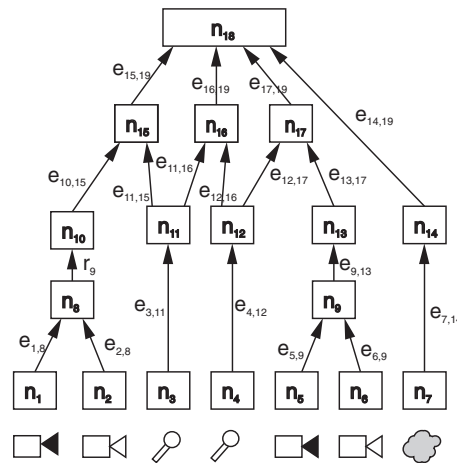 n18
e15,19 e16,19 e17,19 e14,19
n15 n16 n17
e10,15 e11,15 e11,16 e12,16 e12,17 e13,17
n10 n11 n12 n13 n14
r9 e9,13
n8 e3,11 e4,12 n9 e7,14
e1,8 e2,8 e5,9 e6,9
n1 n2 n3 n4 n5 n6 n7